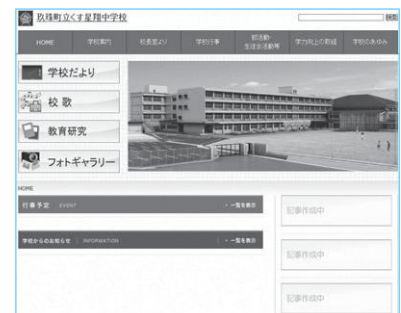 玖珠町立くす星翔中学校
HOME 学校案内 校長室より 学校行事 部活動・生徒会活動等 学力向上の取組 学校のあゆみ
学校だより
校歌
教育研究
フォトギャラリー
HOME
行事予定 EVENT ・一覧を表示
学校からのお知らせ INFORMATION ・一覧を表示
記事作成中
記事作成中
記事作成中